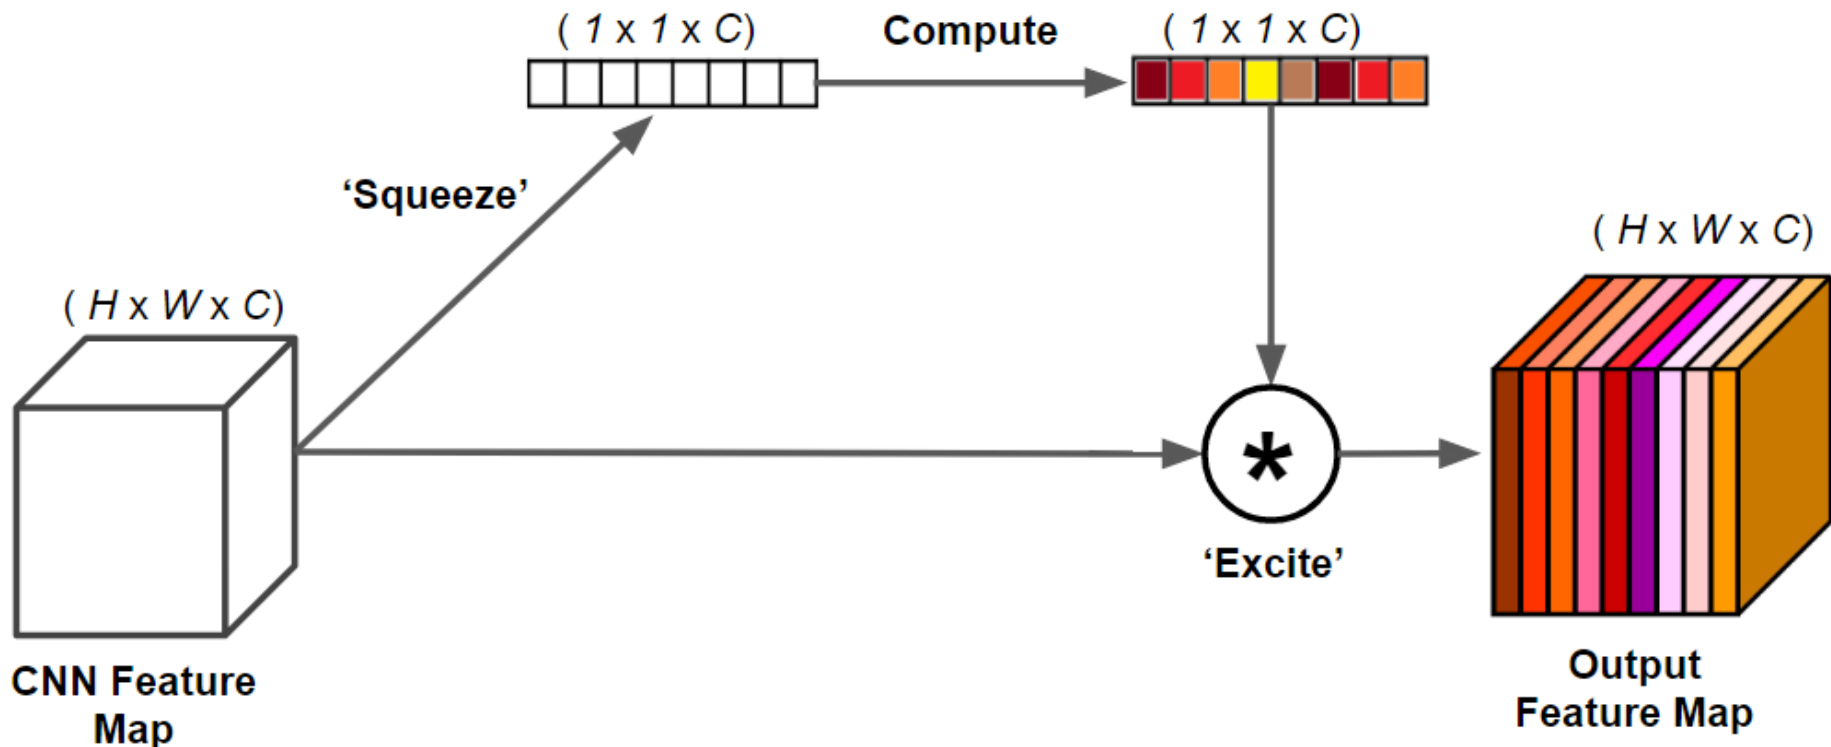 ( 1 x 1 x C)
Compute
( 1 x 1 x C)
‘Squeeze’
( H x W x C)
( H x W x C)
*
‘Excite’
CNN Feature
Map
Output
Feature Map